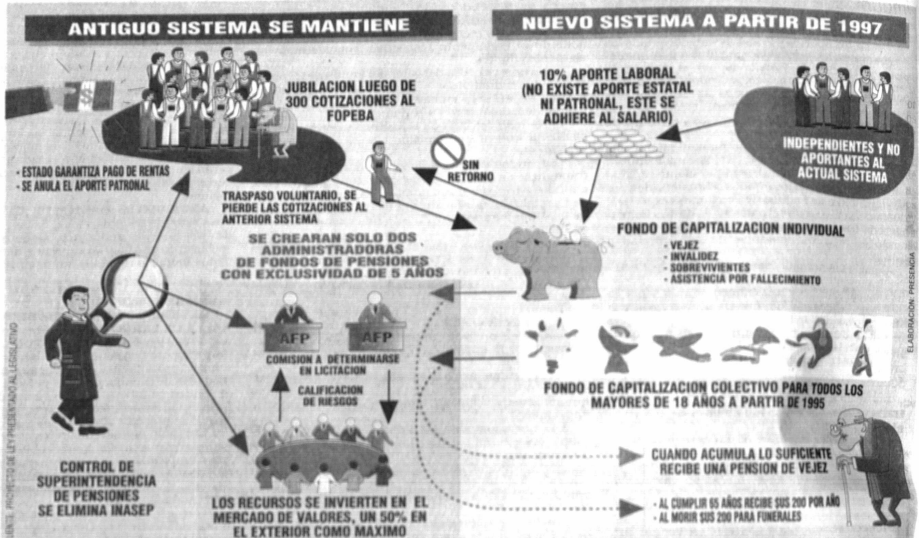 ANTIGUO SISTEMA SE MANTIENE
JUBILACION LUEGO DE
300 COTIZACIONES AL
FOPEBA
- ESTADO GARANTIZA PAGO DE RENTAS
- SE ANULA EL APORTE PATRONAL
TRASPASO VOLUNTARIO, SE
PIERDE LAS COTIZACIONES AL
ANTERIOR SISTEMA
SIN
RETORNO
SE CREARAN SOLO DOS
ADMINISTRADORAS
DE FONDOS DE PENSIONES
CON EXCLUSIVIDAD DE 5 AÑOS
AFP
AFP
COMISION A DETERMINARSE
EN LICITACION
CALIFICACION
DE RIESGOS
CONTROL DE
SUPERINTENDENCIA
DE PENSIONES
SE ELIMINA INASEP
LOS RECURSOS SE INVIERTEN EN EL
MERCADO DE VALORES, UN 50% EN
EL EXTERIOR COMO MAXIMO
PROYECTO DE LEY PRESENTADO AL LEGISLATIVO
NUEVO SISTEMA A PARTIR DE 1997
10% APORTE LABORAL
(NO EXISTE APORTE ESTATAL
NI PATRONAL, ESTE SE
ADHIERE AL SALARIO)
INDEPENDIENTES Y NO
APORTANTES AL
ACTUAL SISTEMA
FONDO DE CAPITALIZACION INDIVIDUAL
- VEJEZ
- INVALIDEZ
- SOBREVIVIENTES
- ASISTENCIA POR FALLECIMIENTO
FONDO DE CAPITALIZACION COLECTIVO PARA TODOS LOS
MAYORES DE 18 AÑOS A PARTIR DE 1995
CUANDO ACUMULA LO SUFICIENTE
RECIBE UNA PENSION DE VEJEZ
- AL CUMPLIR 65 AÑOS RECIBE $US 200 POR AÑO
- AL MORIR $US 200 PARA FUNERALES
ELABORACION: PRESENCIA